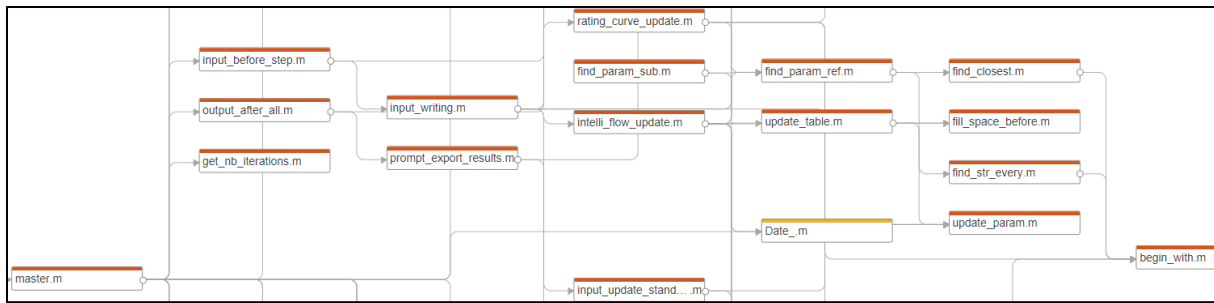 rating_curve_update.m
input_before_step.m
find_param_sub.m
find_param_ref.m
find_closest.m
output_after_all.m
input_writing.m
intelli_flow_update.m
update_table.m
fill_space_before.m
get_nb_iterations.m
prompt_export_results.m
find_str_every.m
Date_.m
update_param.m
begin_with.m
master.m
input_update_stand... .m